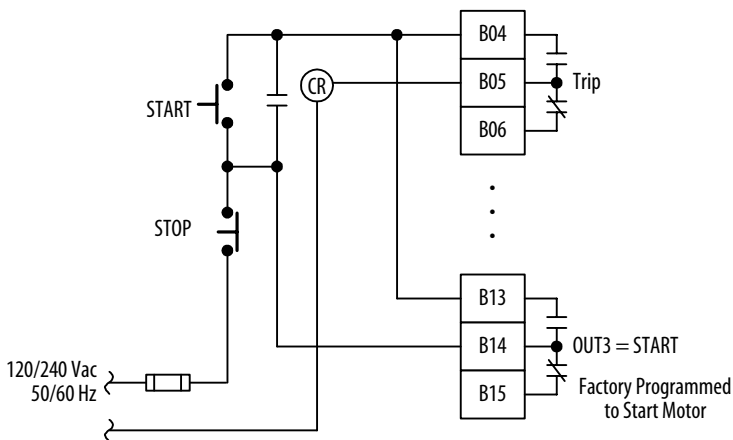 B04
START
CR
B05
Trip
B06
STOP
B13
B14
OUT3 = START
120/240 Vac
50/60 Hz
B15
Factory Programmed
to Start Motor